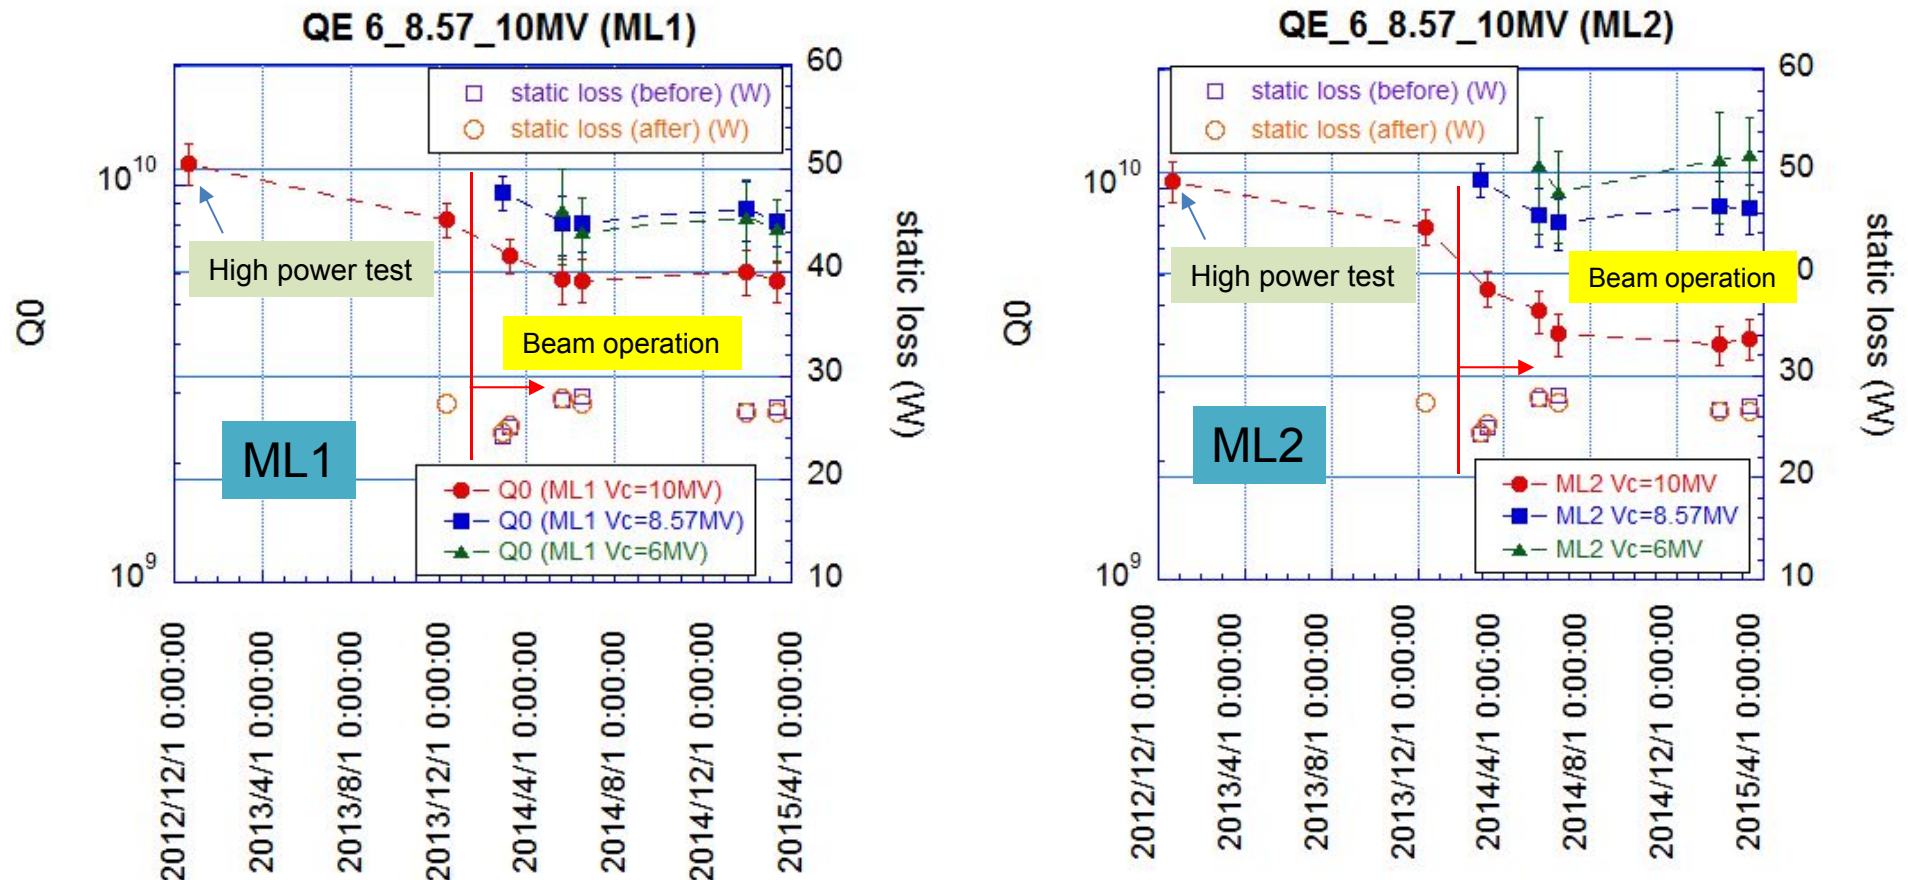 QE 6_8.57_10MV (ML1)
static loss (before) (W)
static loss (after) (W)
60
50
40
30
20
10
10^10
10^9
Q0
static loss (W)
High power test
Beam operation
ML1
Q0 (ML1 Vc=10MV)
Q0 (ML1 Vc=8.57MV)
Q0 (ML1 Vc=6MV)
2012/12/1 0:00:00
2013/4/1 0:00:00
2013/8/1 0:00:00
2013/12/1 0:00:00
2014/4/1 0:00:00
2014/8/1 0:00:00
2014/12/1 0:00:00
2015/4/1 0:00:00
QE_6_8.57_10MV (ML2)
static loss (before) (W)
static loss (after) (W)
60
50
0
30
20
10
10^10
10^9
Q0
static loss (W)
High power test
Beam operation
ML2
ML2 Vc=10MV
ML2 Vc=8.57MV
ML2 Vc=6MV
2012/12/1 0:00:00
2013/4/1 0:00:00
2013/8/1 0:00:00
2013/12/1 0:00:00
2014/4/1 0:00:00
2014/8/1 0:00:00
2014/12/1 0:00:00
2015/4/1 0:00:00